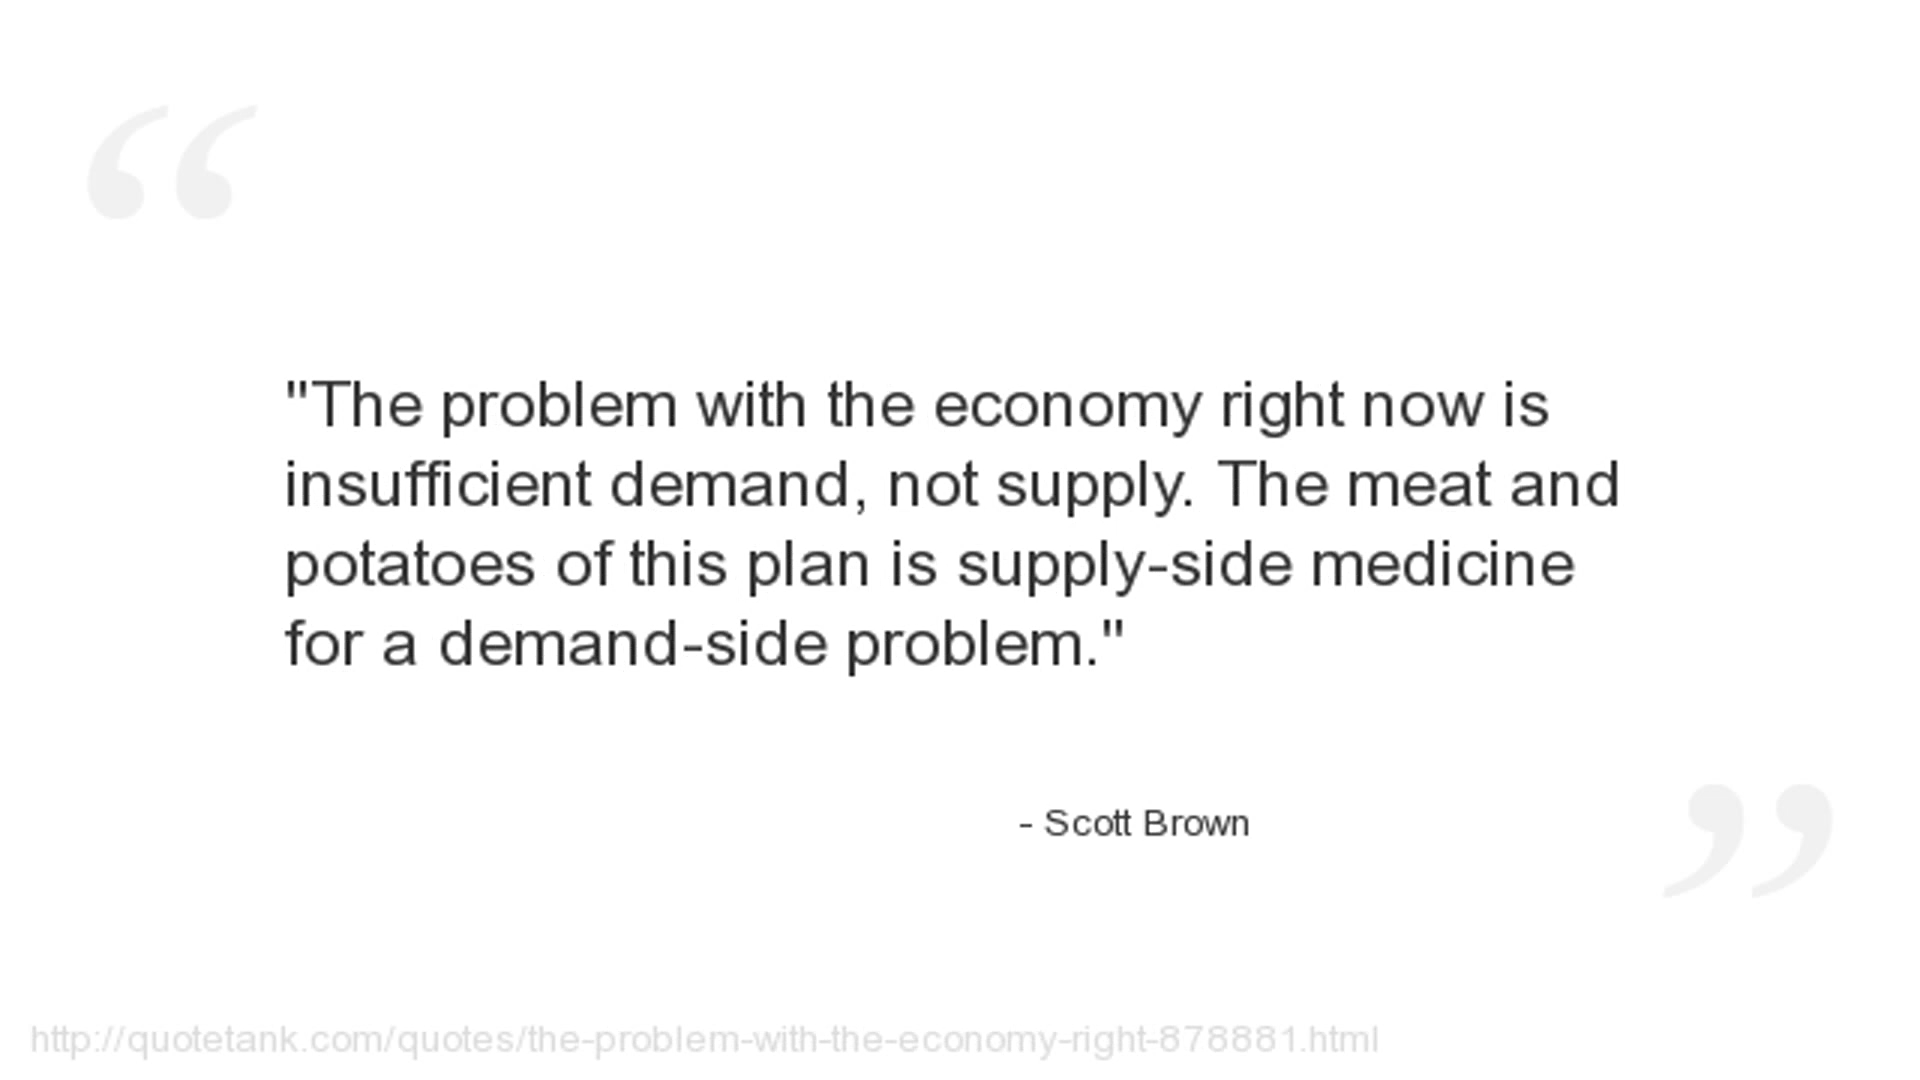 "The problem with the economy right now is
insufficient demand, not supply. The meat and
potatoes of this plan is supply-side medicine
for a demand-side problem."
- Scott Brown
http://quotetank.com/quotes/the-problem-with-the-economy-right-878881.html